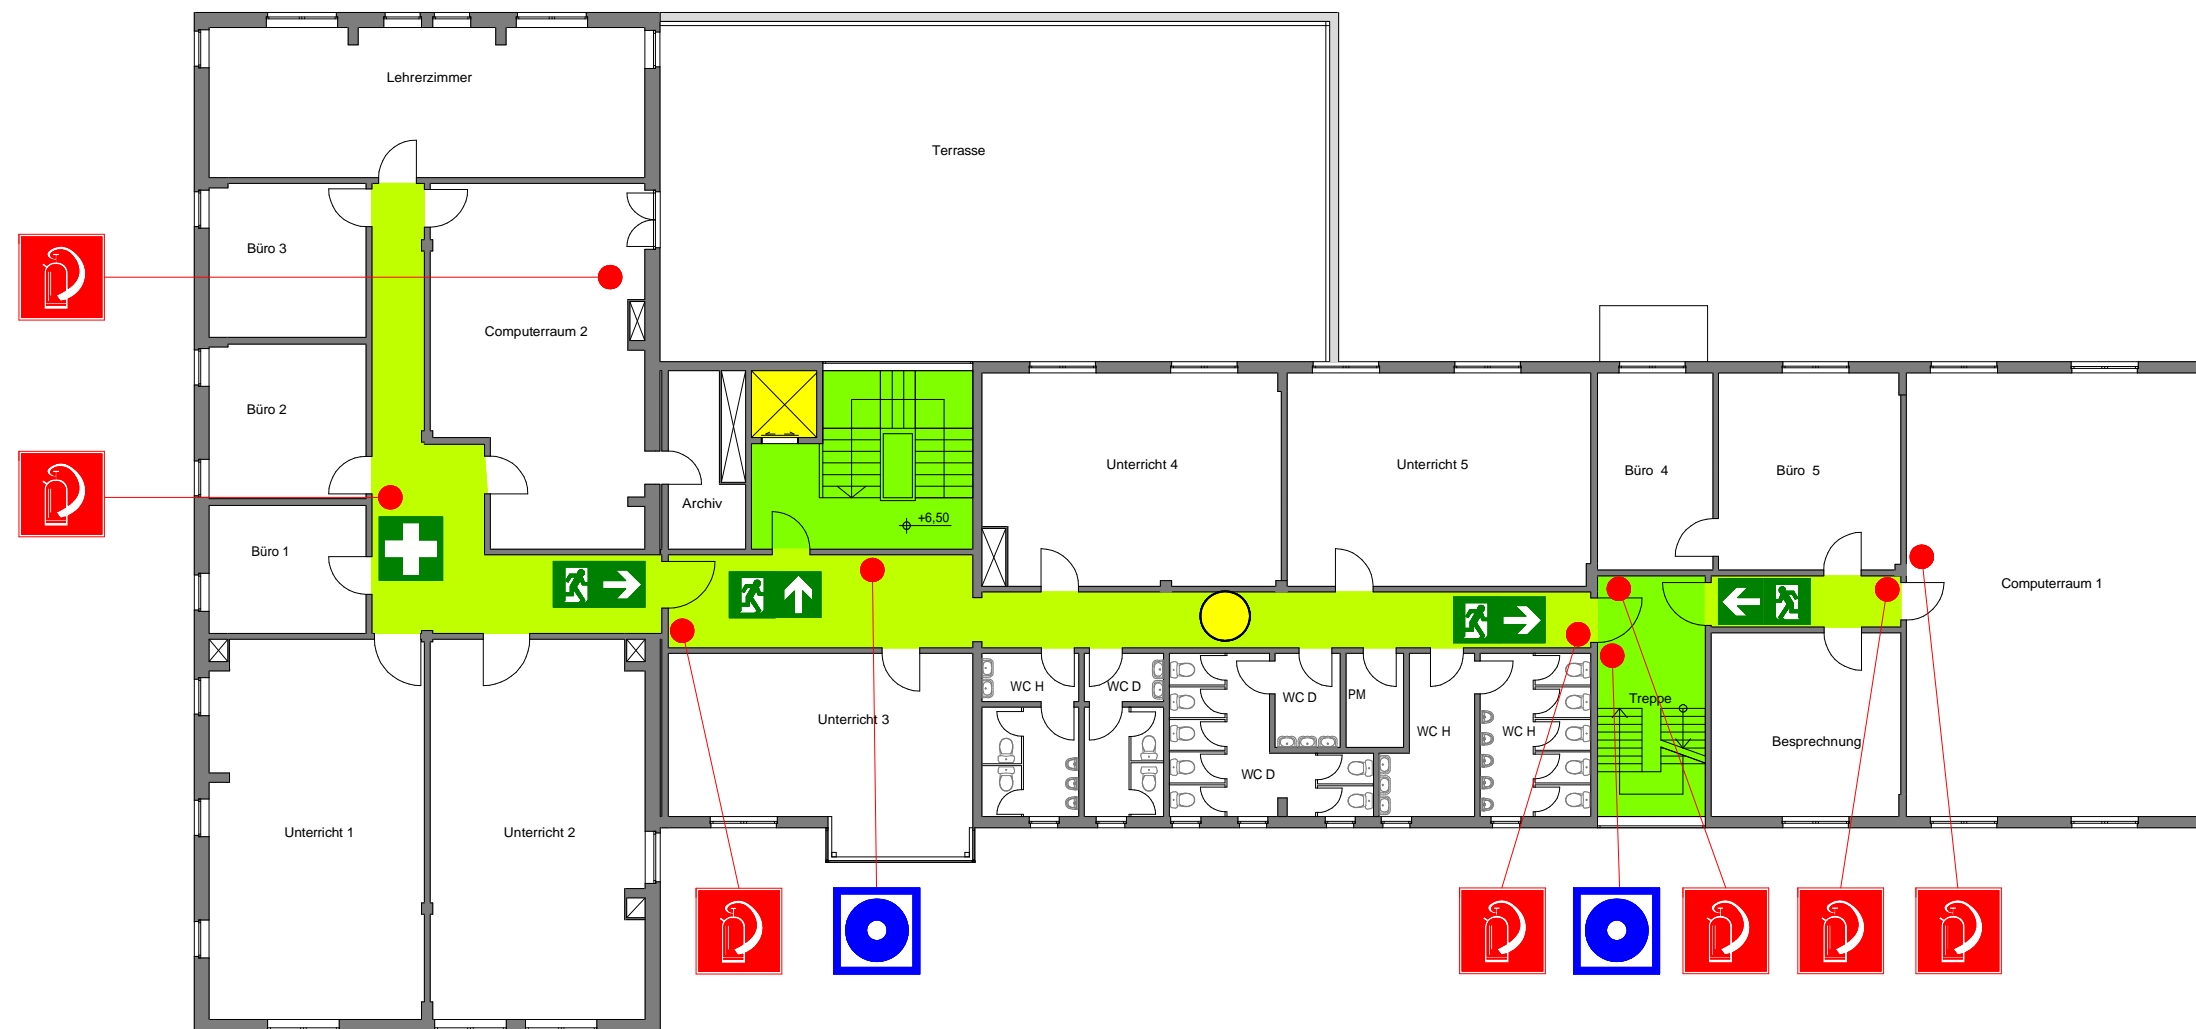 Lehrerzimmer
Terrasse
Büro 3
Computerraum 2
Büro 2
Unterricht 4
Unterricht 5
Büro 4
Büro 5
Archiv
+6,50
Büro 1
Computerraum 1
WC H
WC D
WC D
PM
Treppe
Unterricht 3
WC H
WC H
Besprechnung
WC D
Unterricht 1
Unterricht 2